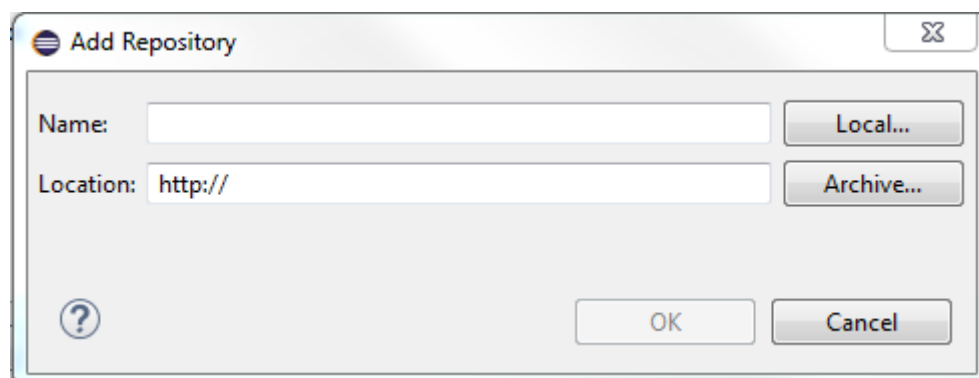 Add Repository
Name: Local...
Location: http:// Archive...
? OK Cancel